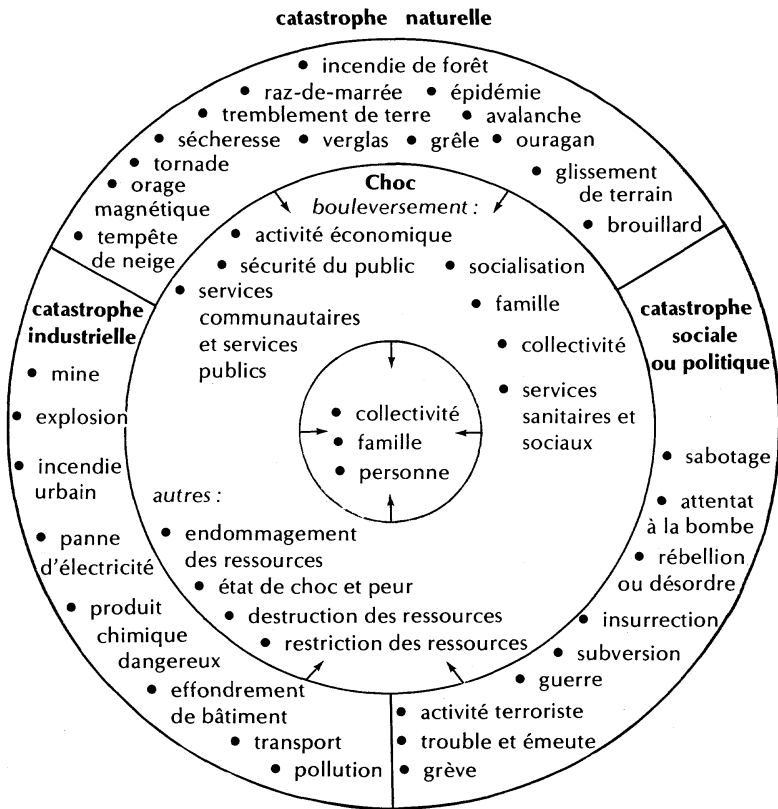 catastrophe naturelle
• incendie de forêt
• raz-de-marrée • épidémie
• tremblement de terre • avalanche
• sécheresse • verglas • grêle • ouragan
• tornade
• orage
magnétique
• tempête
de neige
• glissement
de terrain
• brouillard
Choc
bouleversement :
• activité économique
• sécurité du public
• services
communautaires
et services
publics
• socialisation
• famille
• collectivité
• services
sanitaires et
sociaux
• collectivité
• famille
• personne
autres :
• endommagement
des ressources
• état de choc et peur
• destruction des ressources
• restriction des ressources
catastrophe
industrielle
• mine
• explosion
• incendie
urbain
• panne
d'électricité
• produit
chimique
dangereux
• effondrement
de bâtiment
• transport
• pollution
catastrophe
sociale
ou politique
• sabotage
• attentat
à la bombe
• rébellion
ou désordre
• insurrection
• subversion
• guerre
• activité terroriste
• trouble et émeute
• grève